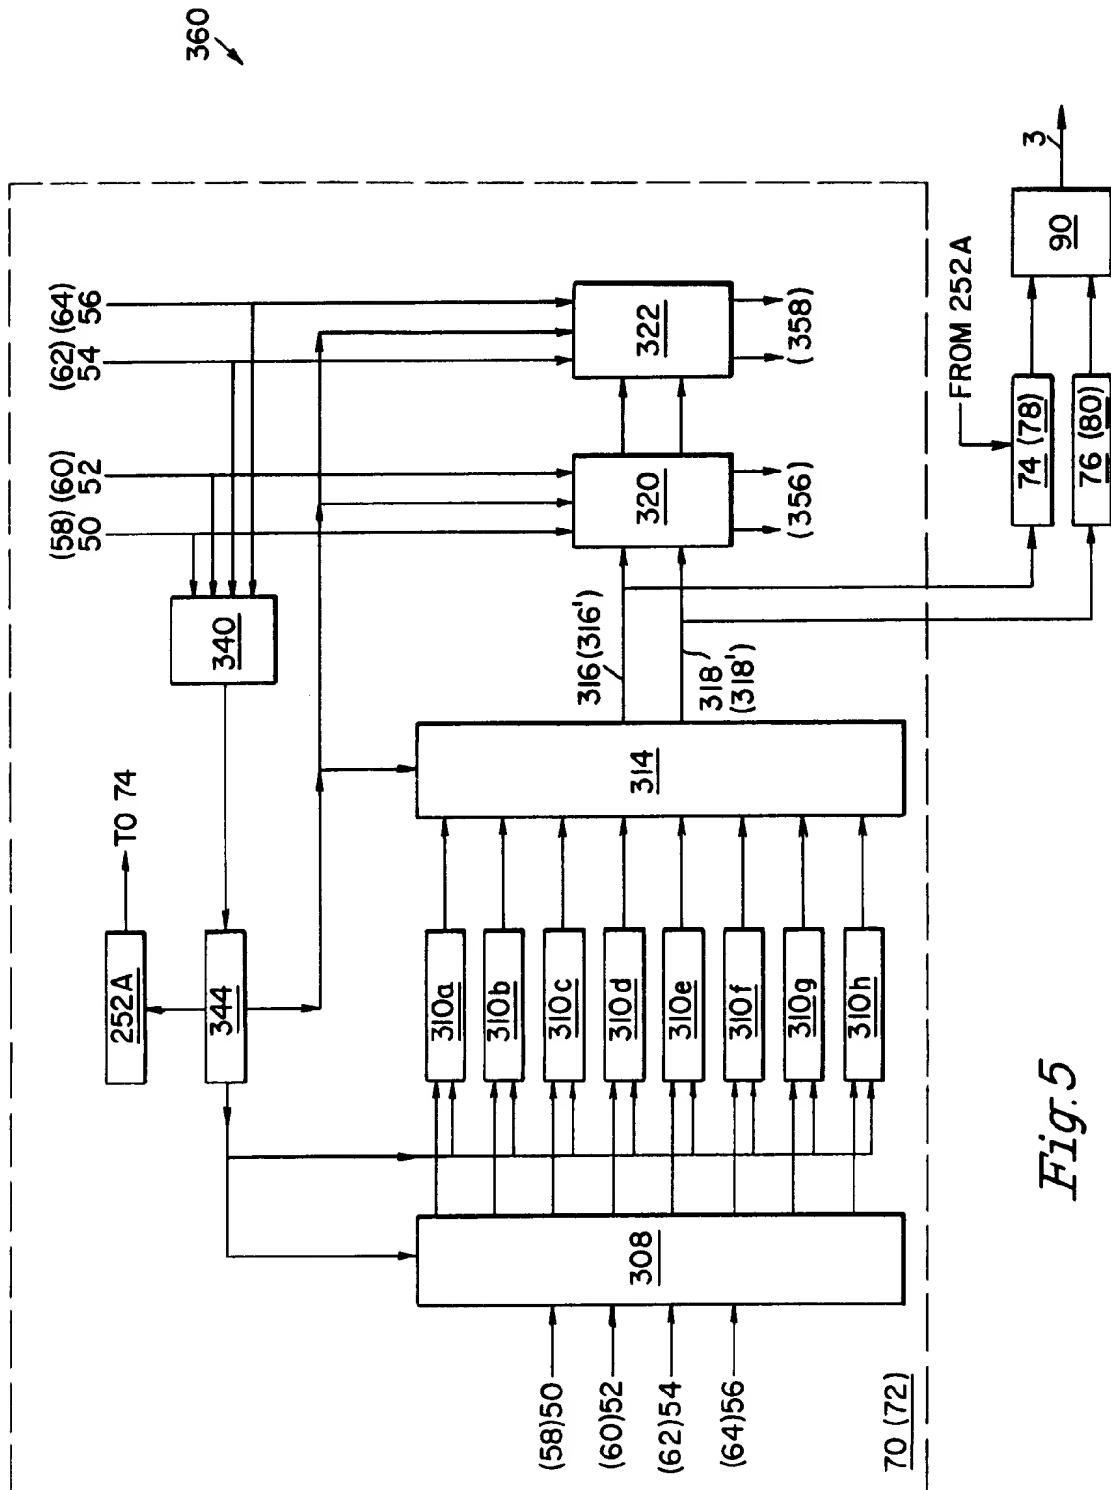 360
(58) 50
(60) 52
(62) 54
(64) 56
340
TO 74
252A
344
320
322
(356)
(358)
316 (316')
318'
(318')
314
310a
310b
310c
310d
310e
310f
310g
310h
308
(58)50
(60)52
(62)54
(64)56
70 (72)
FROM 252A
74 (78)
76 (80)
90
3
Fig.5